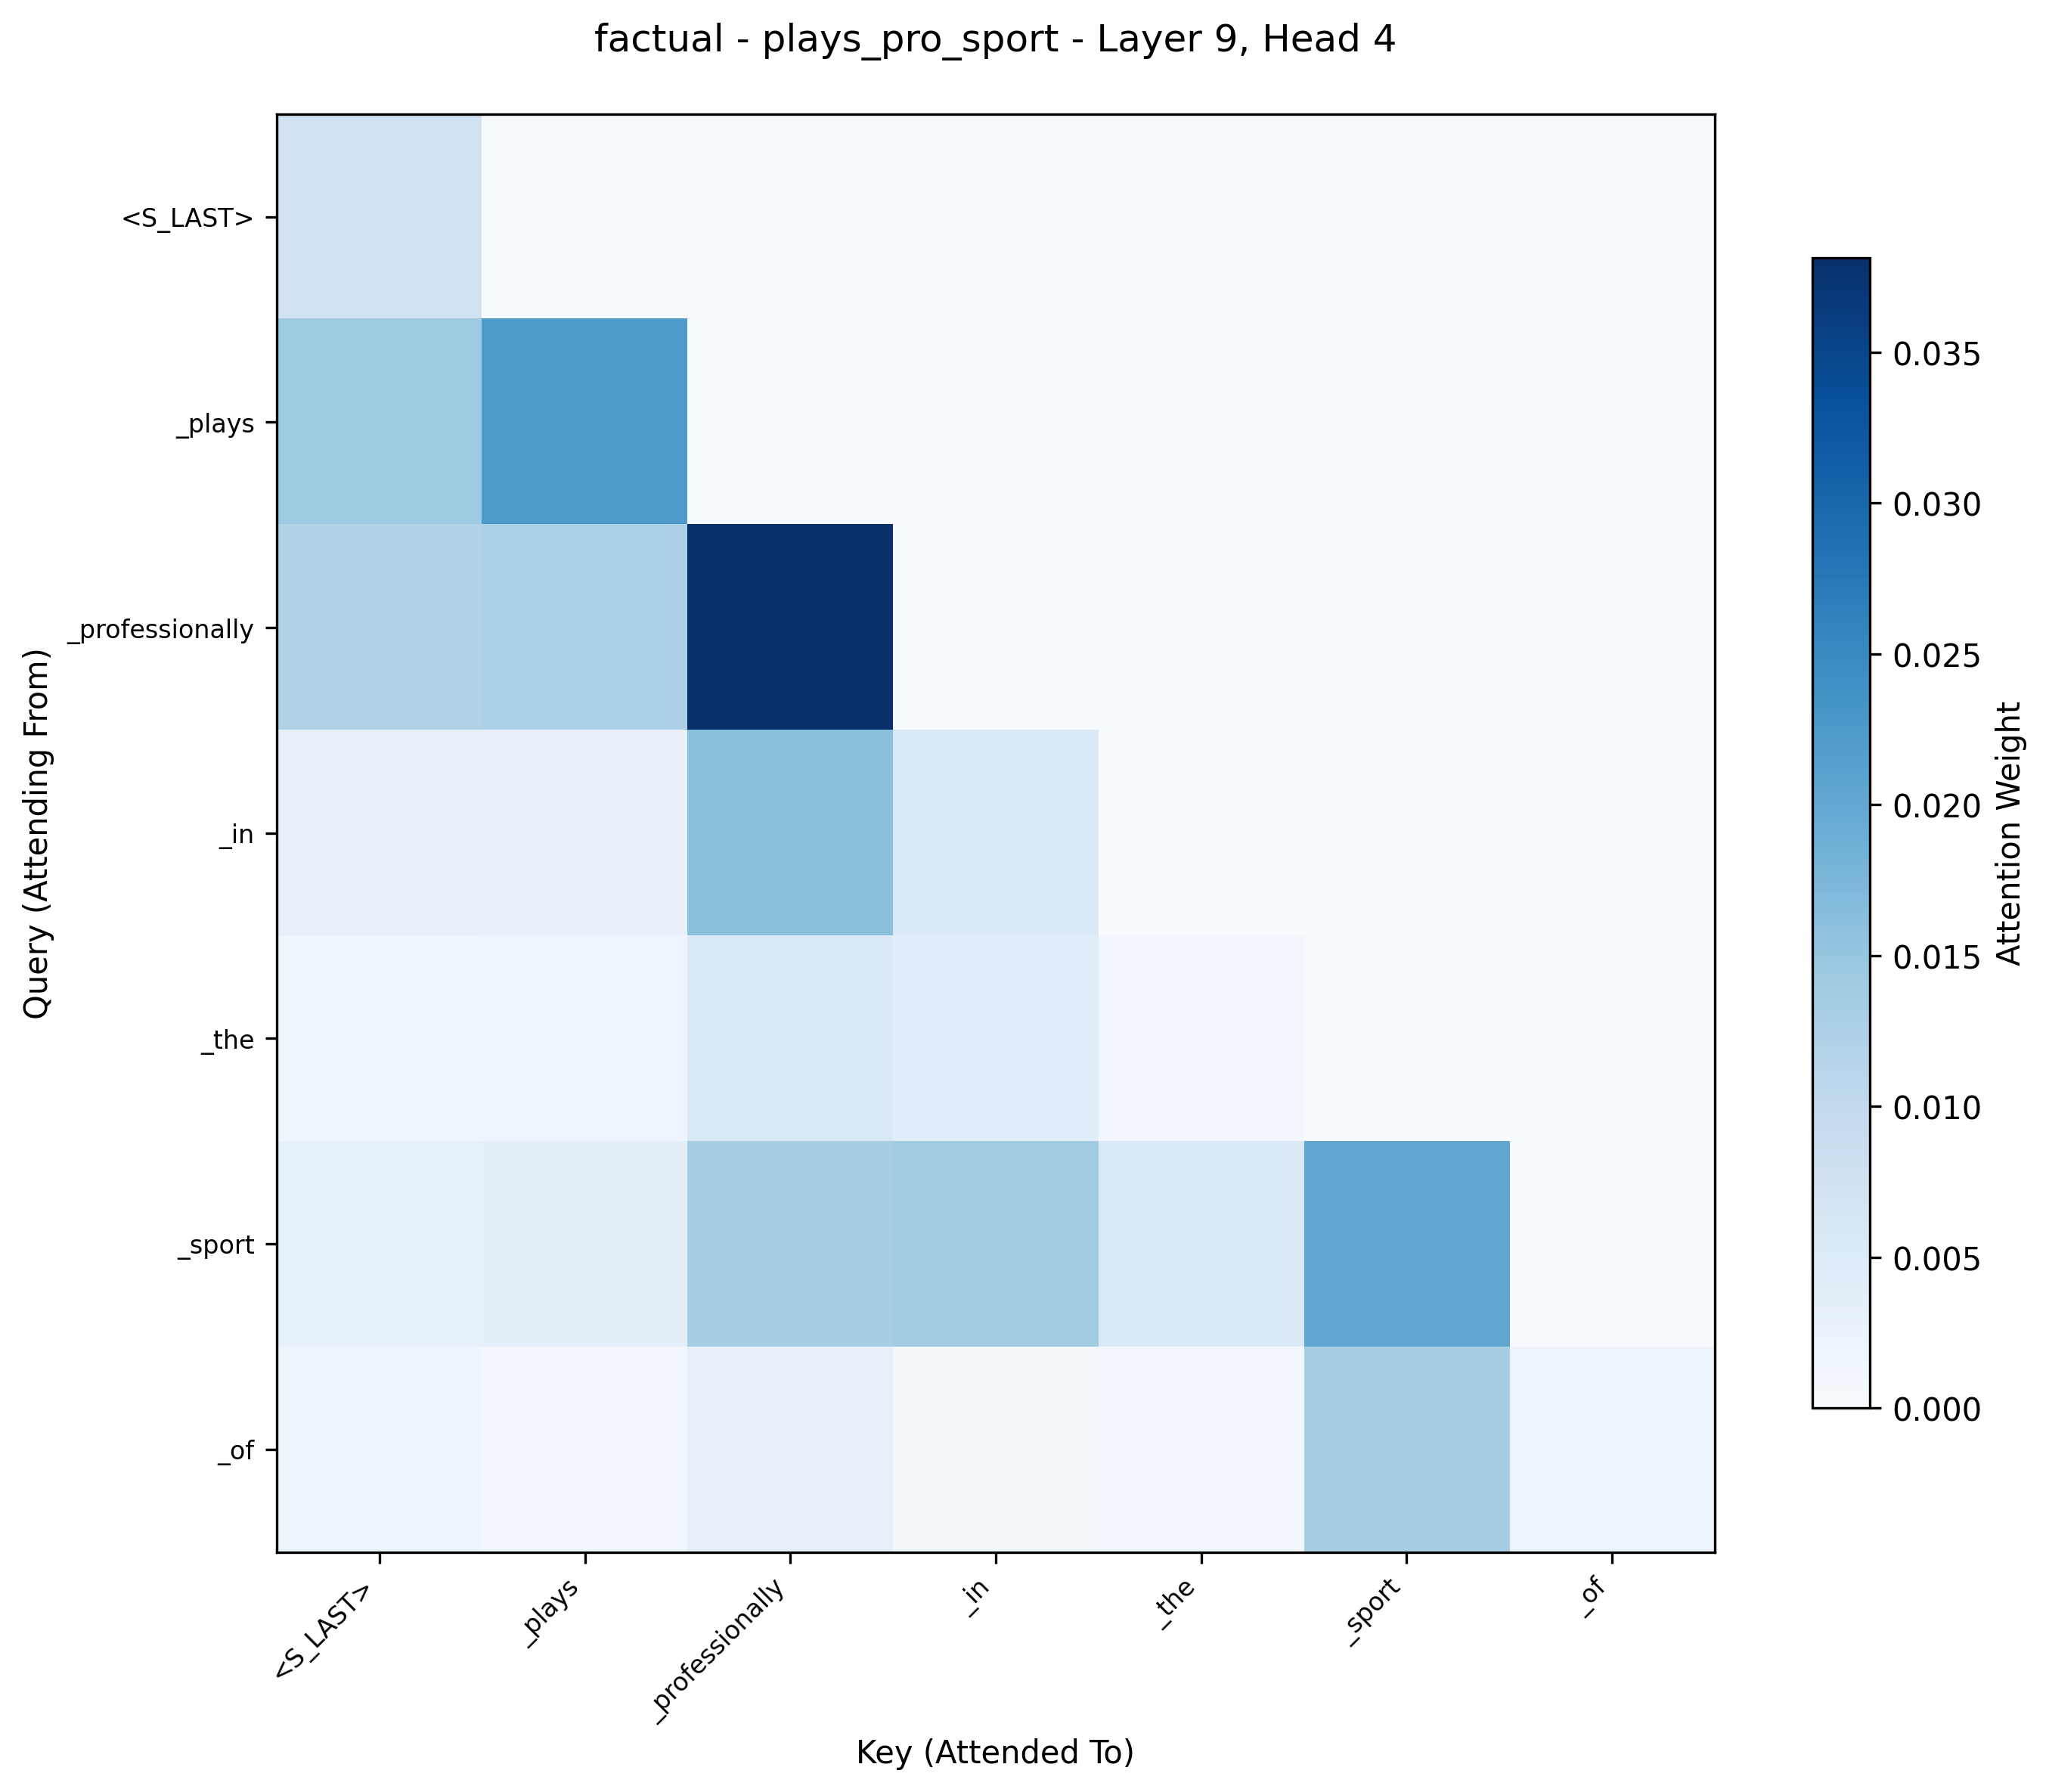 factual - plays_pro_sport - Layer 9, Head 4
Query (Attending From)
<S_LAST>
_plays
_professionally
_in
_the
_sport
_of
<S_LAST>
_plays
_professionally
_in
_the
_sport
_of
Key (Attended To)
0.035
0.030
0.025
0.020
0.015
0.010
0.005
0.000
Attention Weight